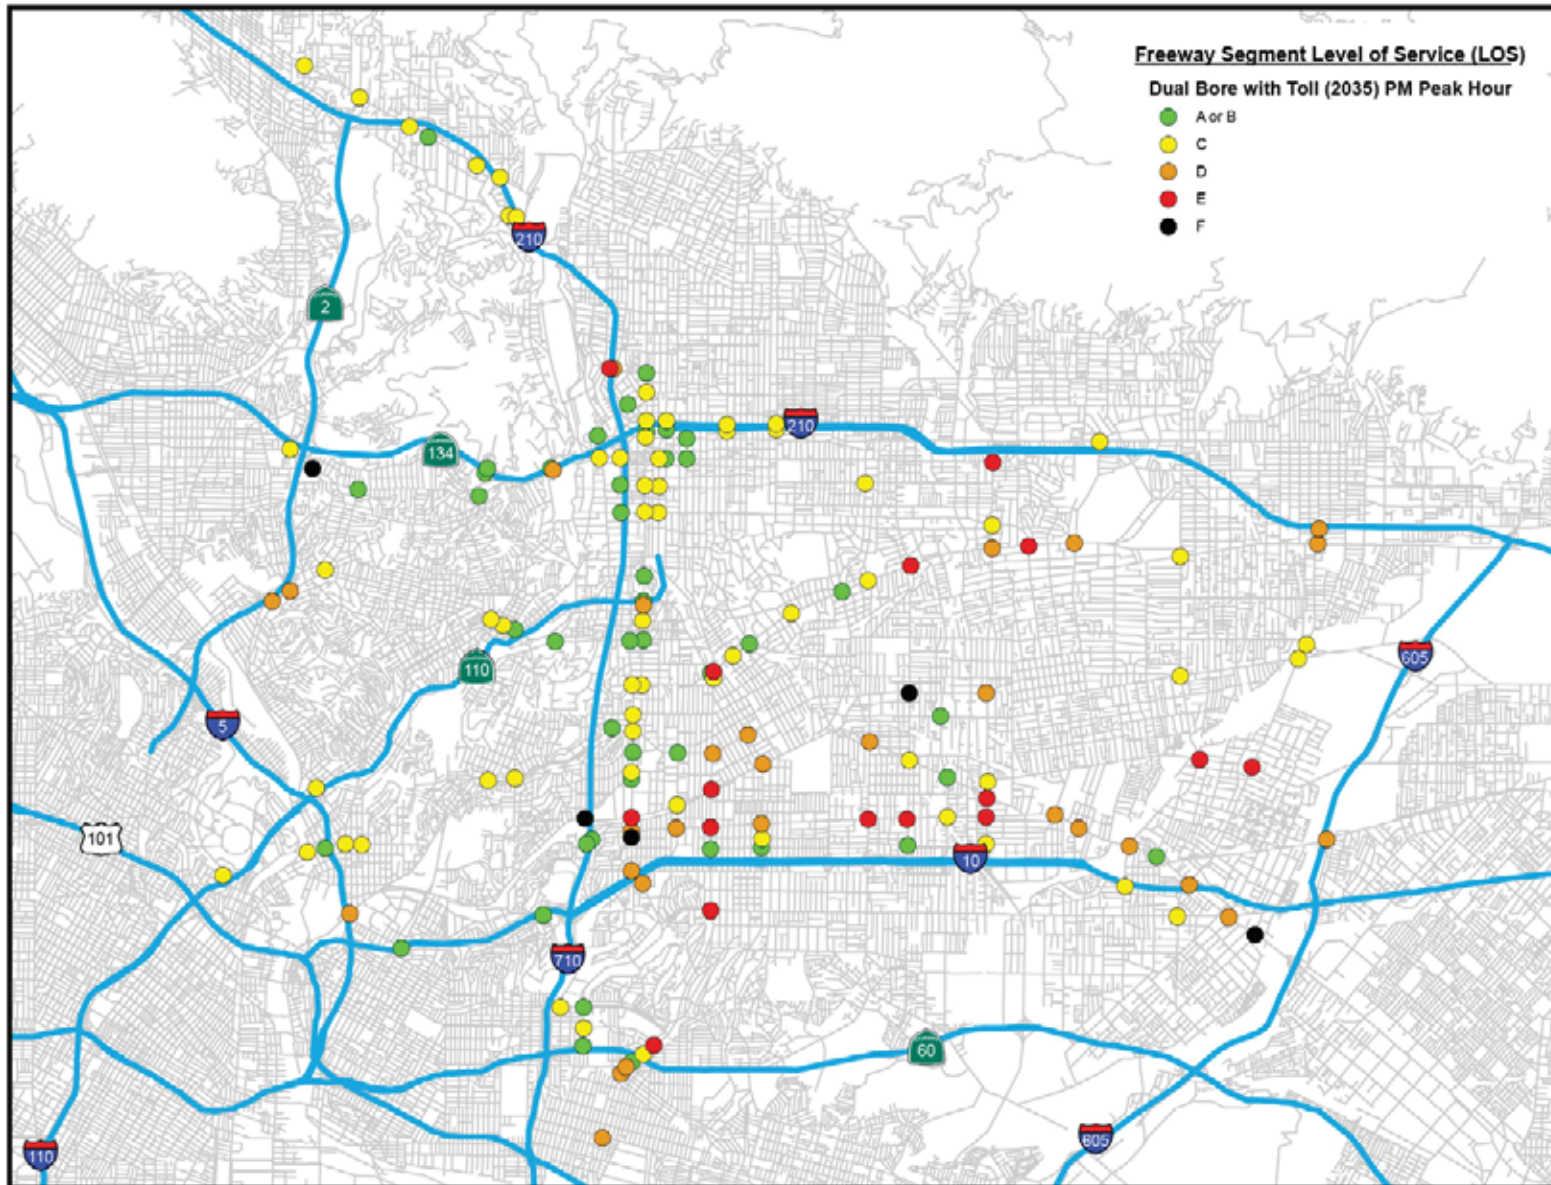 Freeway Segment Level of Service (LOS)
Dual Bore with Toll (2035) PM Peak Hour
A or B
C
D
E
F
210
2
134
210
110
605
5
101
10
710
60
110
605